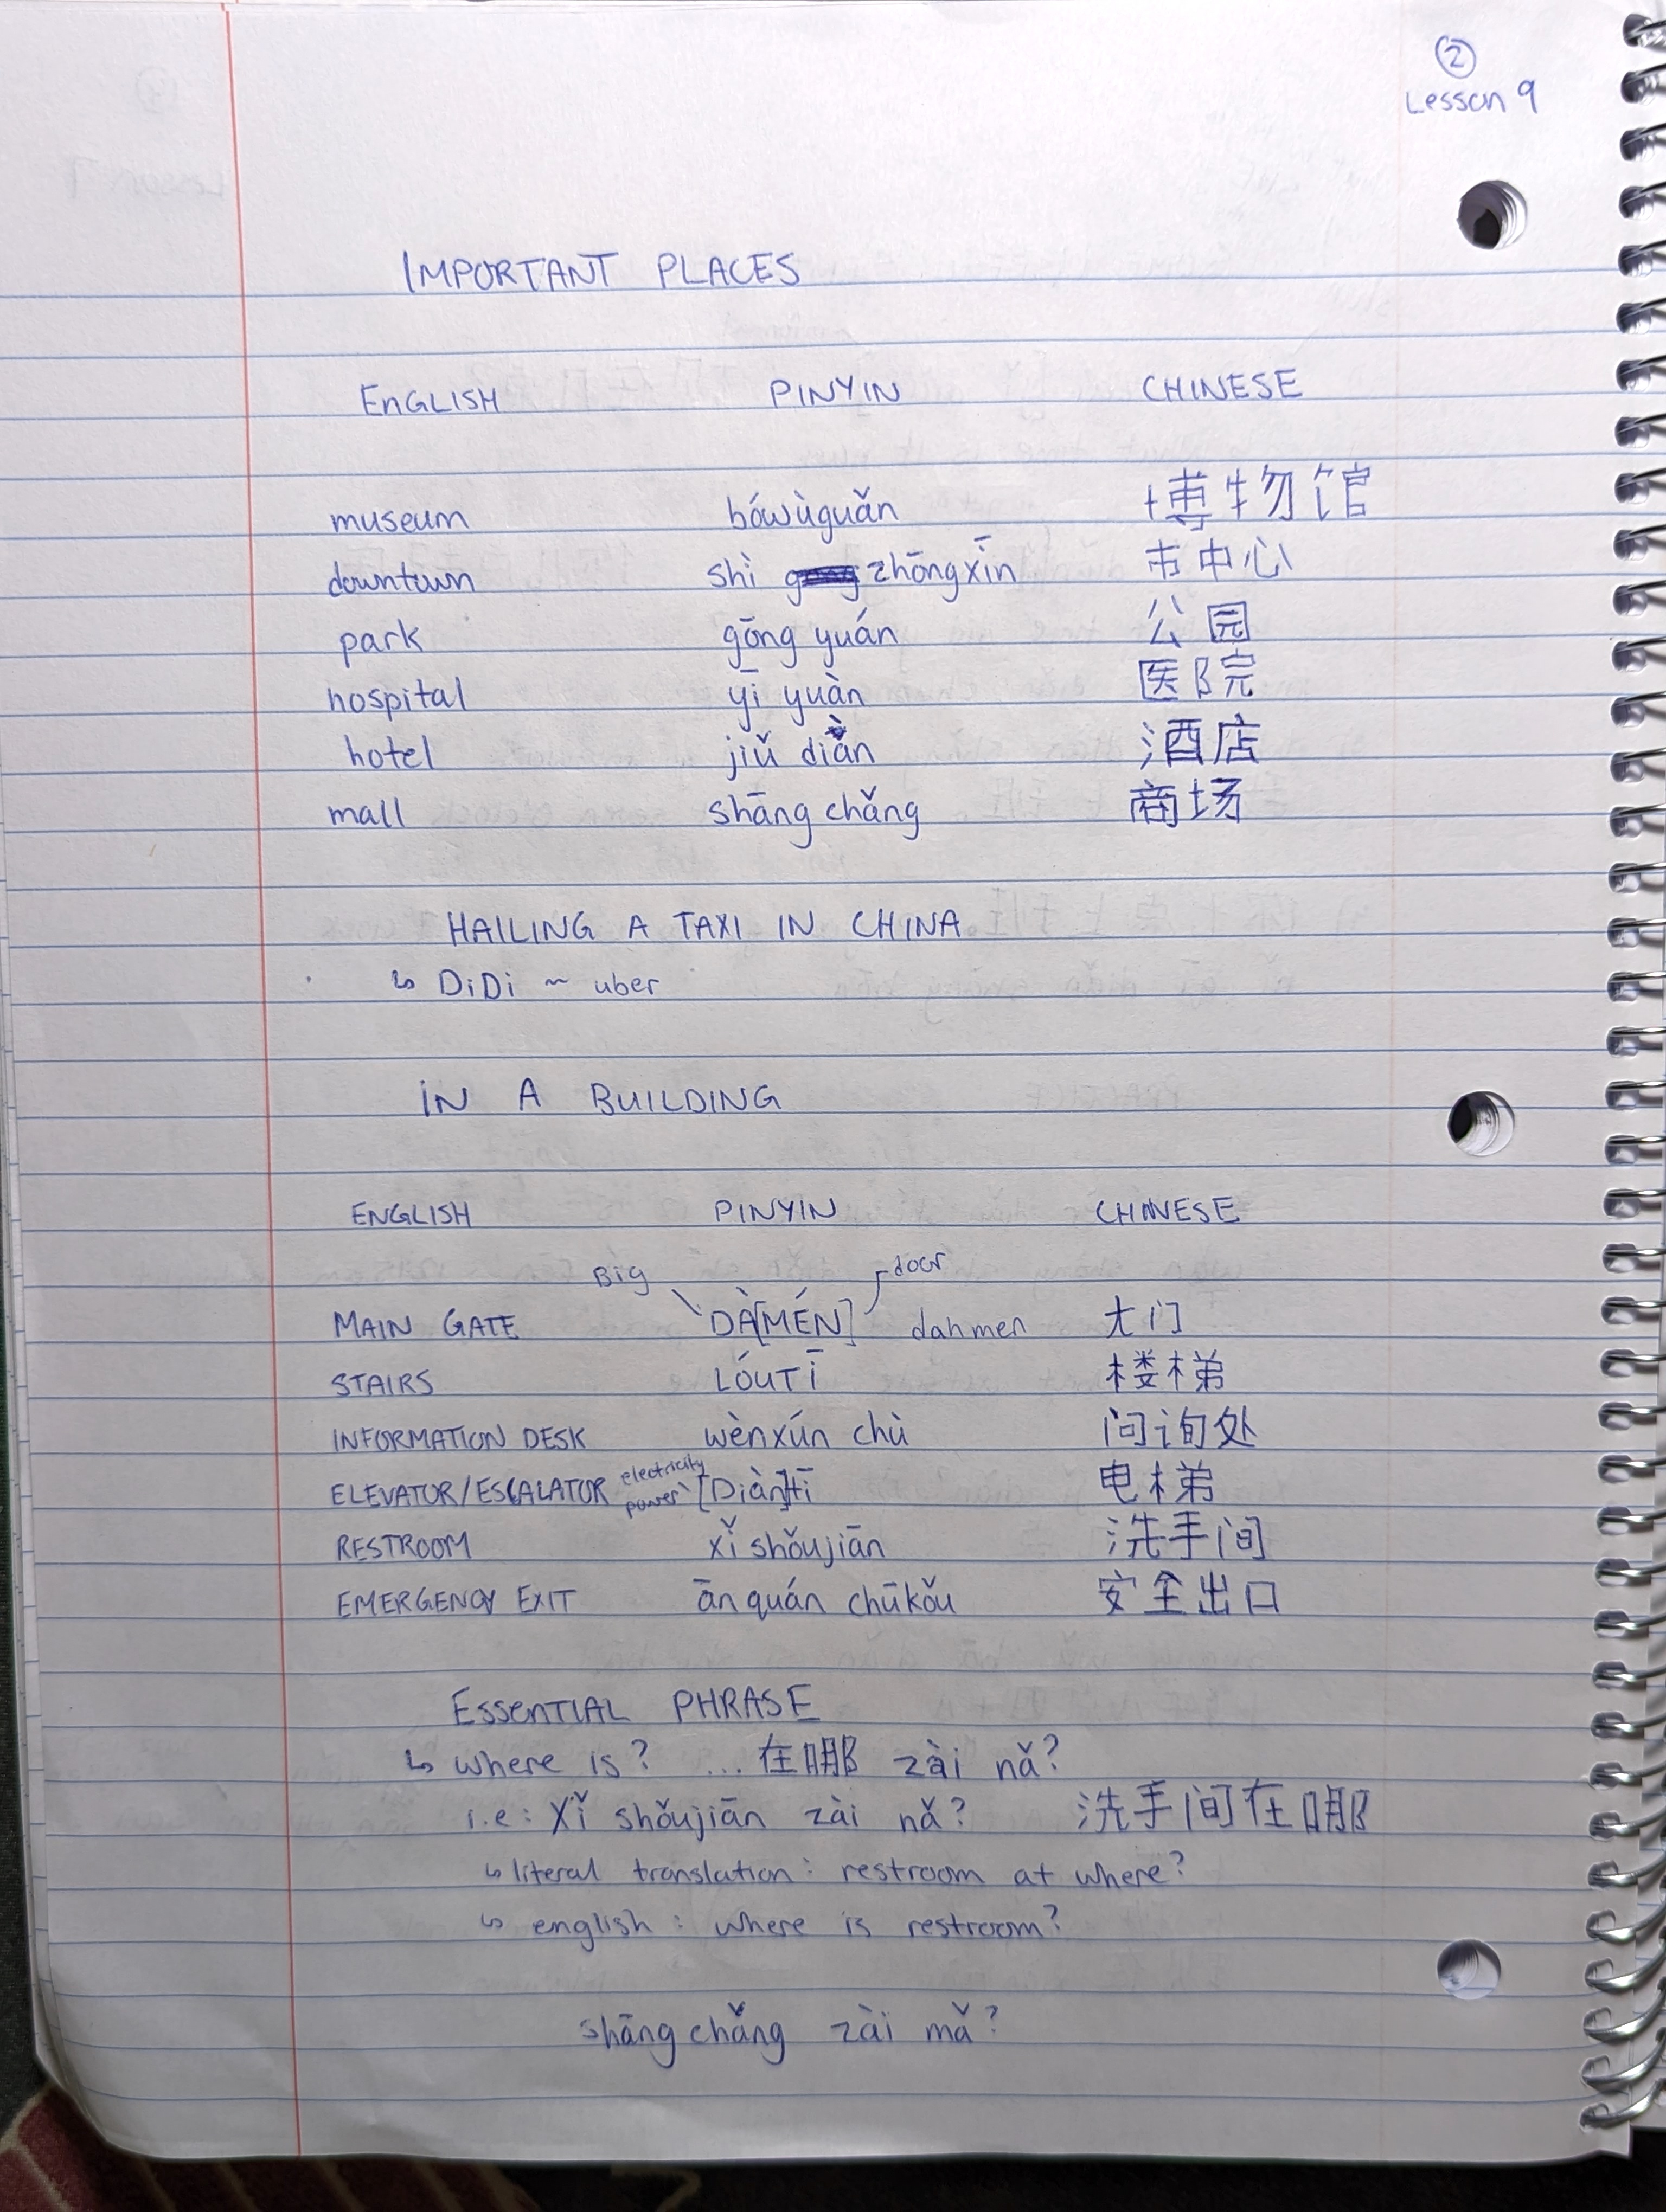 ②
Lesson 9
IMPORTANT PLACES
ENGLISH PINYIN CHINESE
museum bówùguǎn 博物馆
downtown shì zhōngxīn 市中心
park gōng yuán 公园
hospital yī yuàn 医院
hotel jiǔ diàn 酒店
mall shāng chǎng 商场
HAILING A TAXI IN CHINA
↳ DiDi ~ uber
IN A BUILDING
ENGLISH PINYIN CHINESE
Big door
MAIN GATE DÀ[MÉN] dahmen 大门
STAIRS LÓUTĪ 楼梯
INFORMATION DESK wènxún chù 问询处
ELEVATOR/ESCALATOR electricity power [Diàn]tī 电梯
RESTROOM xǐ shǒujiān 洗手间
EMERGENCY EXIT ān quán chūkǒu 安全出口
ESSENTIAL PHRASE
↳ where is? ...在哪 zài nǎ?
i.e: Xǐ shǒujiān zài nǎ? 洗手间在哪
↳ literal translation: restroom at where?
↳ english: where is restroom?
shāng chǎng zài mǎ?